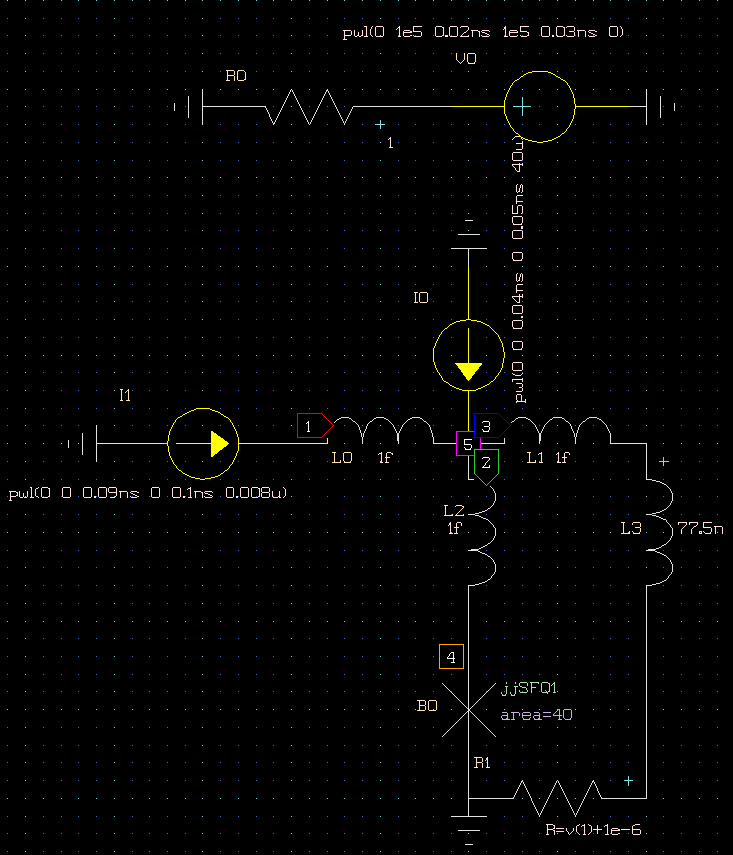 pwl(0 1e5 0.02ns 1e5 0.03ns 0)
V0
R0
+
+
1
pwl(0 0 0.04ns 0 0.05ns 40u)
I0
I1
1
3
5
L0 1f
L1 1f
2
+
pwl(0 0 0.09ns 0 0.1ns 0.008u)
L2
1f
L3
77.5n
4
jjSFQ1
B0
area=40
R1
+
R=v(1)+1e-6